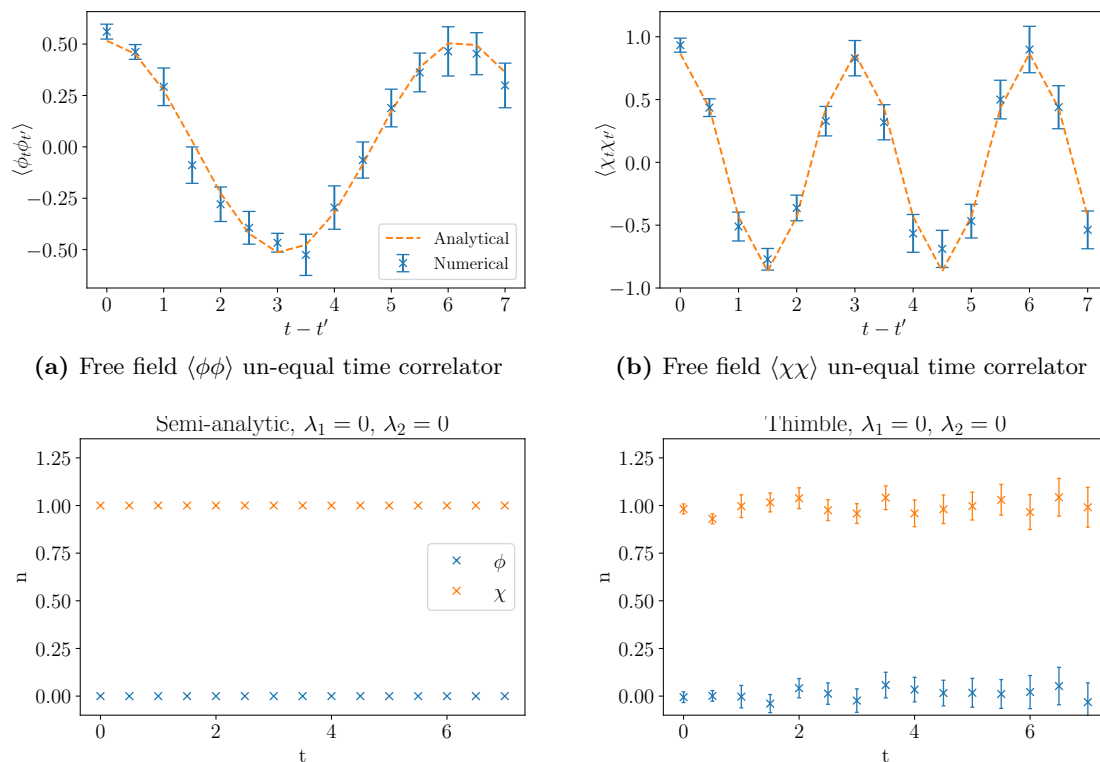 0.50
0.25
0.00
−0.25
−0.50
⟨ϕ_tϕ_t′⟩
0 1 2 3 4 5 6 7
t − t′
Analytical
Numerical
1.0
0.5
0.0
−0.5
−1.0
⟨χ_tχ_t′⟩
0 1 2 3 4 5 6 7
t − t′
(a) Free field ⟨ϕϕ⟩ un-equal time correlator
(b) Free field ⟨χχ⟩ un-equal time correlator
Semi-analytic, λ₁ = 0, λ₂ = 0
1.25
1.00
0.75
0.50
0.25
0.00
n
ϕ
χ
0 2 4 6
t
Thimble, λ₁ = 0, λ₂ = 0
1.25
1.00
0.75
0.50
0.25
0.00
n
0 2 4 6
t